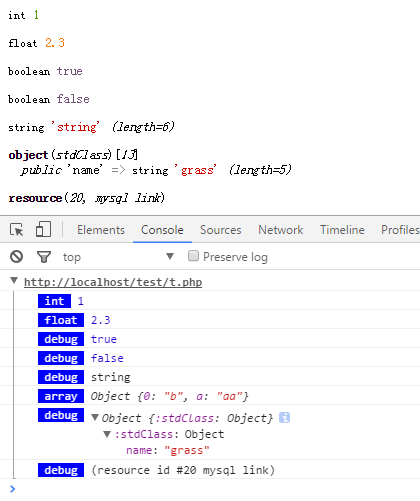 int 1
float 2.3
boolean true
boolean false
string 'string' (length=6)
object(stdClass)[13]
public 'name' => string 'grass' (length=5)
resource(20, mysql link)
Elements Console Sources Network Timeline Profiles
top Preserve log
http://localhost/test/t.php
int 1
float 2.3
debug true
debug false
debug string
array Object {0: "b", a: "aa"}
debug Object {:stdClass: Object} i
:stdClass: Object
name: "grass"
debug (resource id #20 mysql link)
>